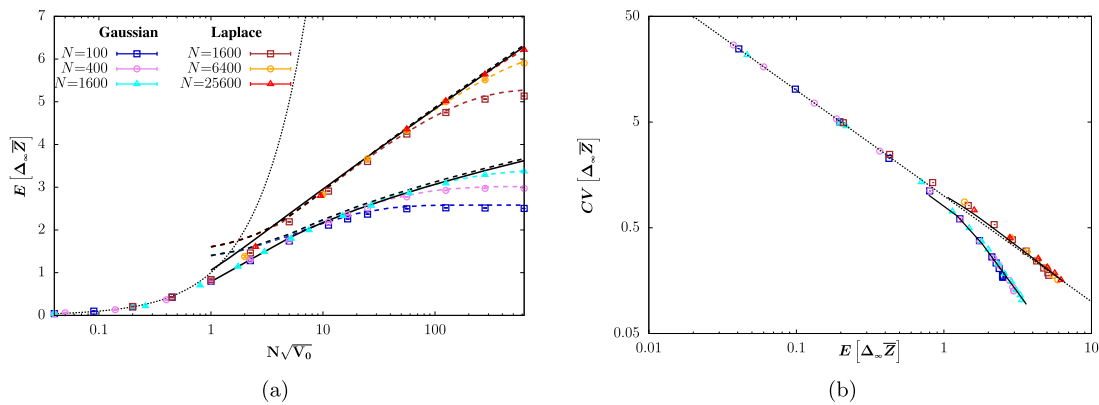 7
6
5
4
3
2
1
0
E [Δ∞Z̅]
Gaussian
N=100
N=400
N=1600
Laplace
N=1600
N=6400
N=25600
0.1 1 10 100
N√V₀
(a)
50
5
0.5
0.05
CV [Δ∞Z̅]
0.01 0.1 1 10
E [Δ∞Z̅]
(b)